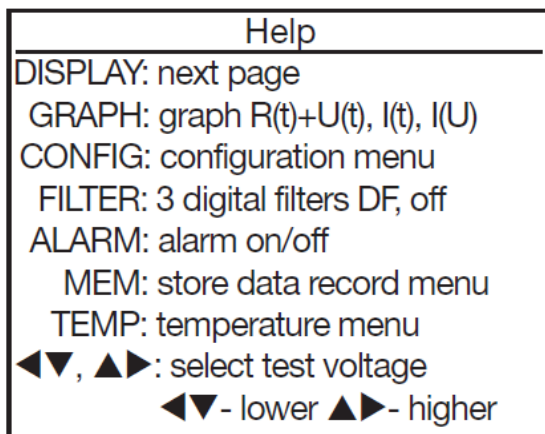 Help
DISPLAY: next page
GRAPH: graph R(t)+U(t), I(t), I(U)
CONFIG: configuration menu
FILTER: 3 digital filters DF, off
ALARM: alarm on/off
MEM: store data record menu
TEMP: temperature menu
◀▼, ▲▶: select test voltage
◀▼- lower ▲▶- higher